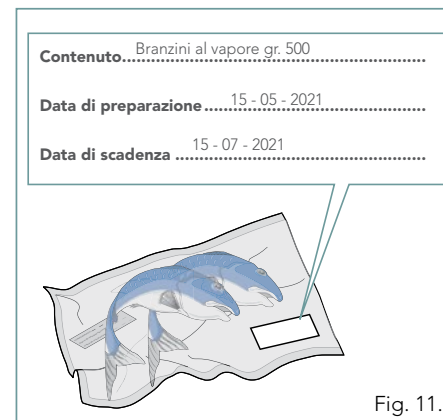 Contenuto...Branzini al vapore gr. 500...
Data di preparazione...15 - 05 - 2021...
Data di scadenza ...15 - 07 - 2021...
Fig. 11.